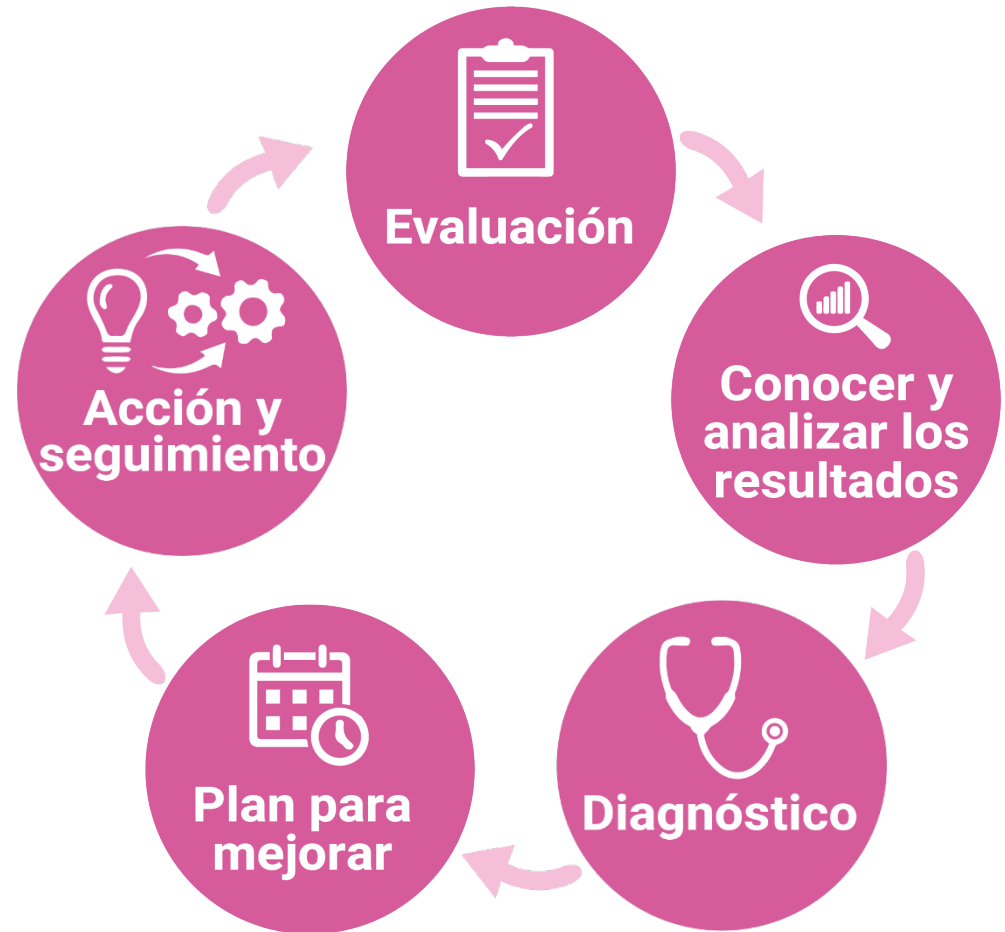 Evaluación
Conocer y
analizar los
resultados
Diagnóstico
Plan para
mejorar
Acción y
seguimiento